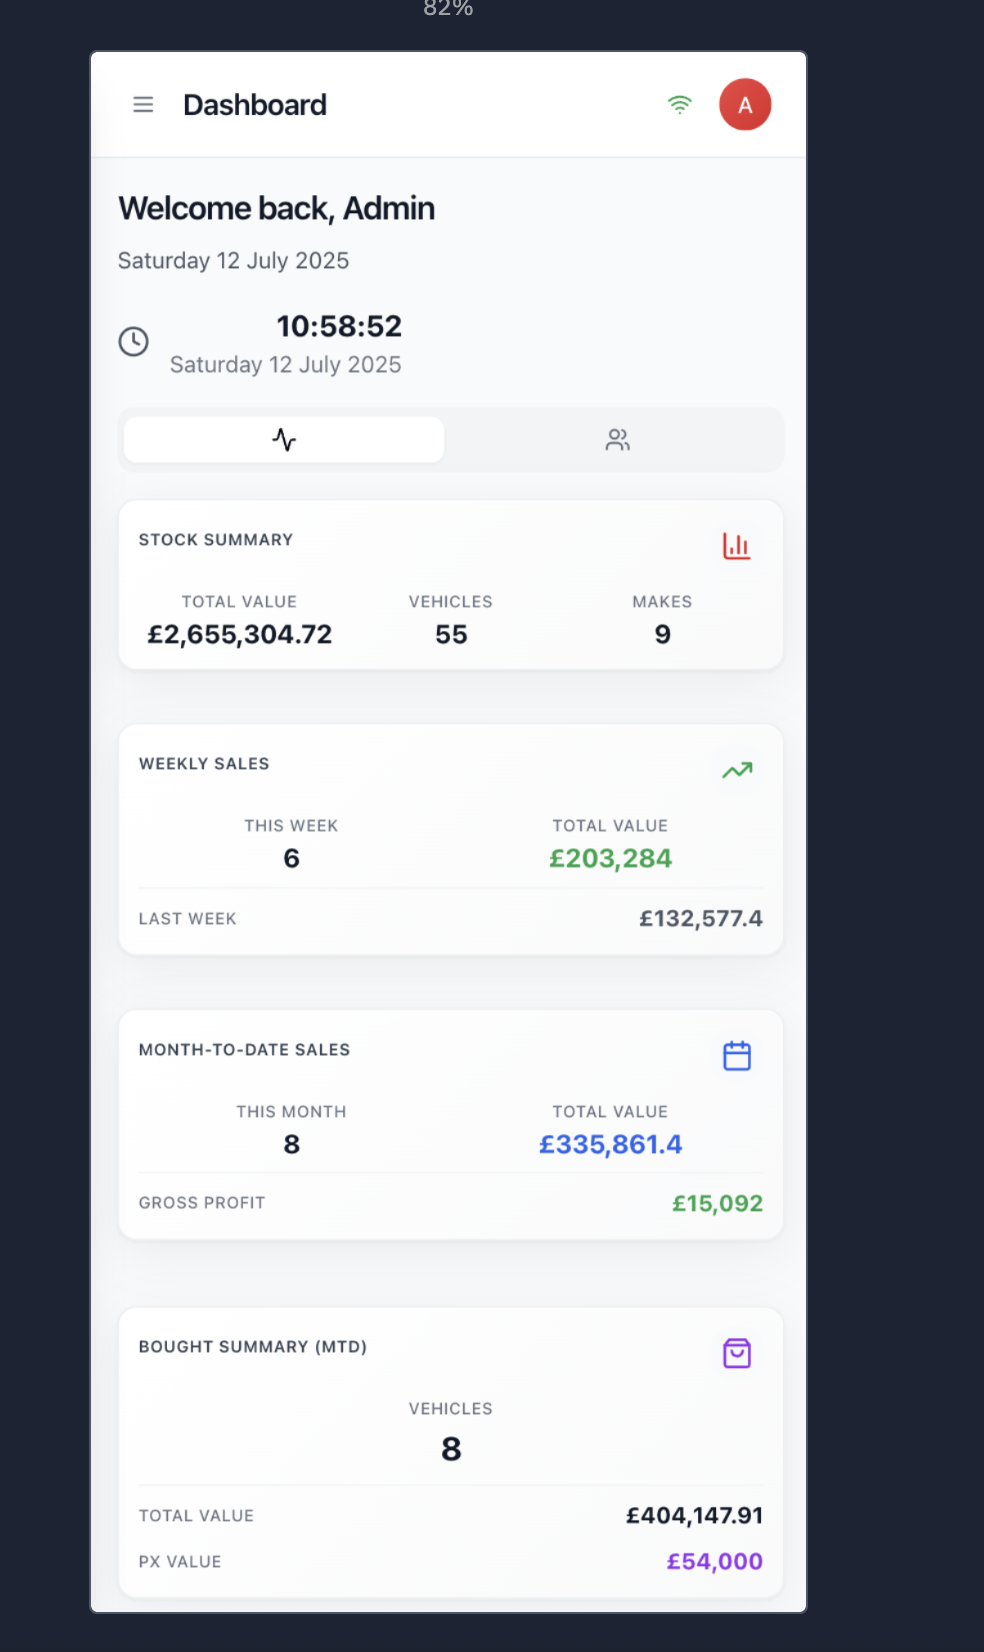 82%
Dashboard
A
Welcome back, Admin
Saturday 12 July 2025
10:58:52
Saturday 12 July 2025
STOCK SUMMARY
TOTAL VALUE VEHICLES MAKES
£2,655,304.72 55 9
WEEKLY SALES
THIS WEEK TOTAL VALUE
6 £203,284
LAST WEEK £132,577.4
MONTH-TO-DATE SALES
THIS MONTH TOTAL VALUE
8 £335,861.4
GROSS PROFIT £15,092
BOUGHT SUMMARY (MTD)
VEHICLES
8
TOTAL VALUE £404,147.91
PX VALUE £54,000